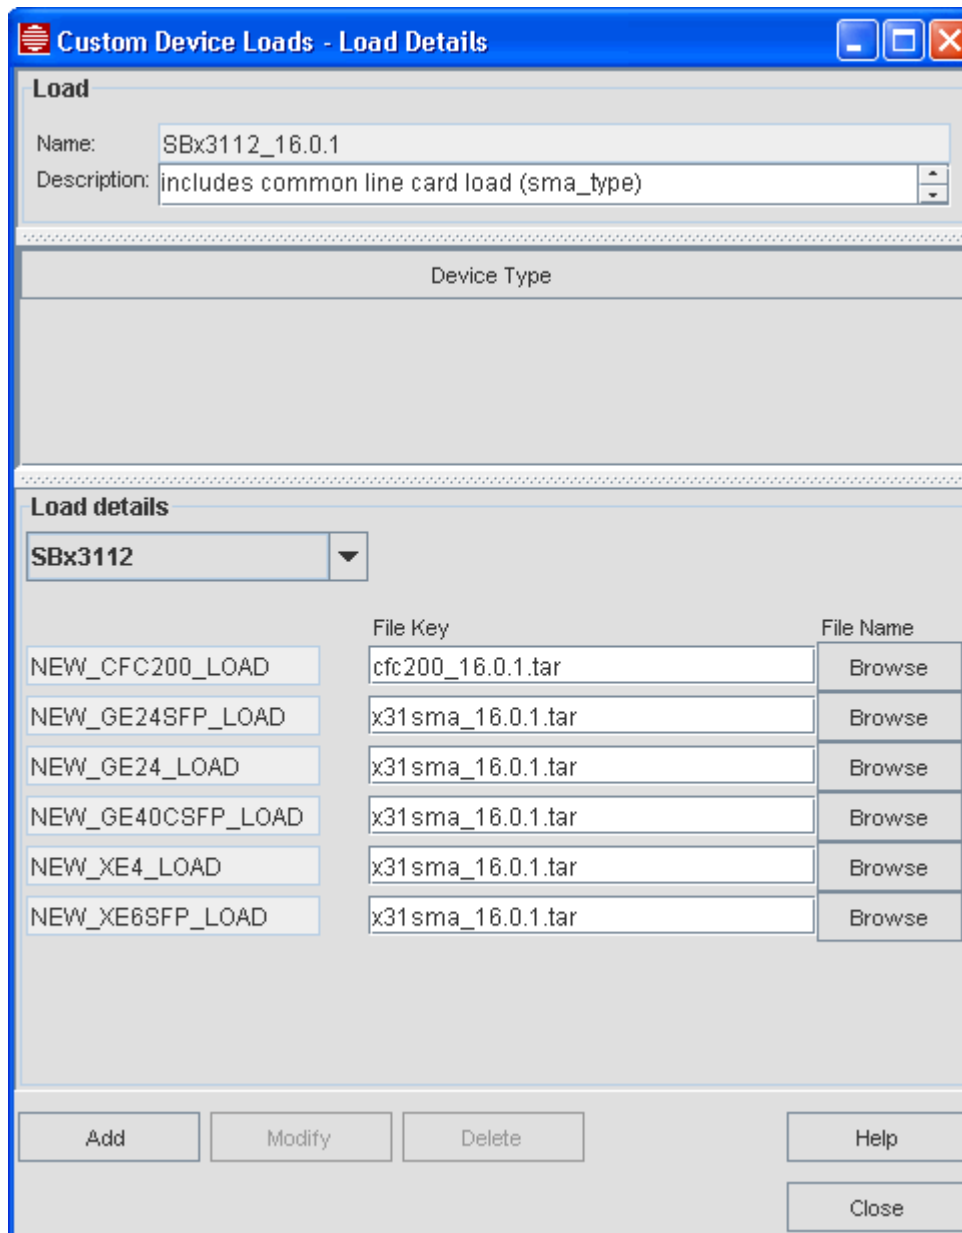 Custom Device Loads - Load Details
Load
Name: SBx3112_16.0.1
Description: includes common line card load (sma_type)
Device Type
Load details
SBx3112
File Key File Name
NEW_CFC200_LOAD cfc200_16.0.1.tar Browse
NEW_GE24SFP_LOAD x31sma_16.0.1.tar Browse
NEW_GE24_LOAD x31sma_16.0.1.tar Browse
NEW_GE40CSFP_LOAD x31sma_16.0.1.tar Browse
NEW_XE4_LOAD x31sma_16.0.1.tar Browse
NEW_XE6SFP_LOAD x31sma_16.0.1.tar Browse
Add Modify Delete Help
Close